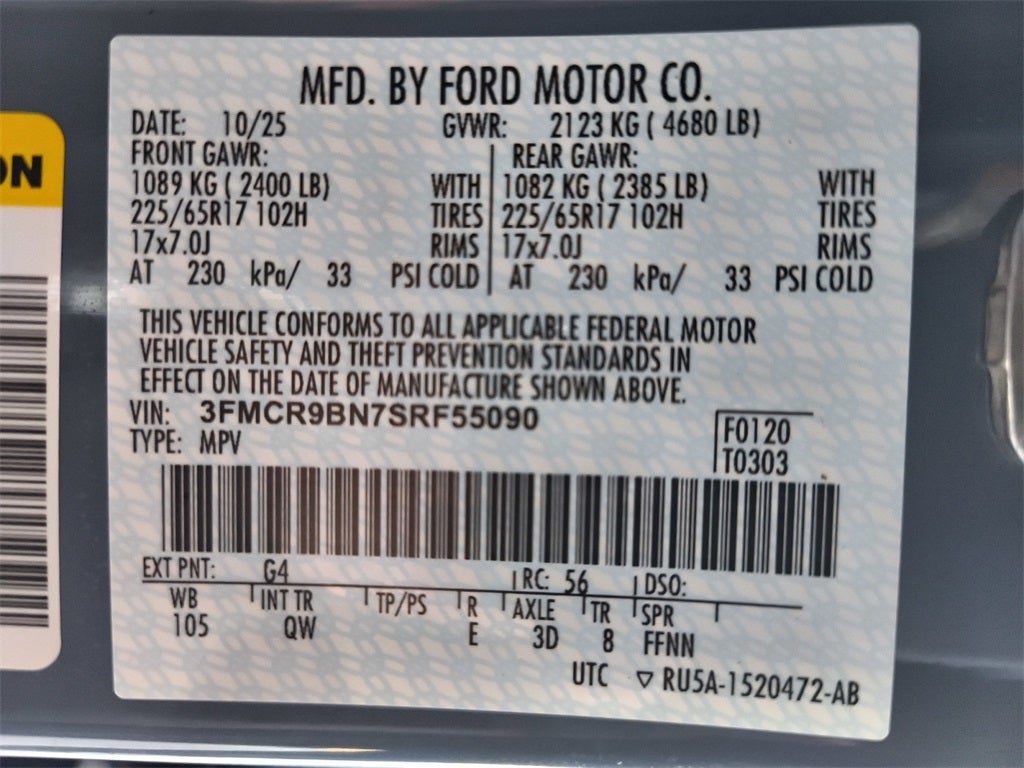 MFD. BY FORD MOTOR CO.
DATE: 10/25 GVWR: 2123 KG ( 4680 LB)
FRONT GAWR: REAR GAWR:
1089 KG ( 2400 LB) WITH 1082 KG ( 2385 LB) WITH
225/65R17 102H TIRES 225/65R17 102H TIRES
17x7.0J RIMS 17x7.0J RIMS
AT 230 kPa/ 33 PSI COLD AT 230 kPa/ 33 PSI COLD
THIS VEHICLE CONFORMS TO ALL APPLICABLE FEDERAL MOTOR
VEHICLE SAFETY AND THEFT PREVENTION STANDARDS IN
EFFECT ON THE DATE OF MANUFACTURE SHOWN ABOVE.
VIN: 3FMCR9BN7SRF55090
TYPE: MPV
F0120
T0303
EXT PNT: G4 RC: 56 DSO:
WB INT TR TP/PS R AXLE TR SPR
105 QW E 3D 8 FFNN
UTC ▽ RU5A-1520472-AB
ON